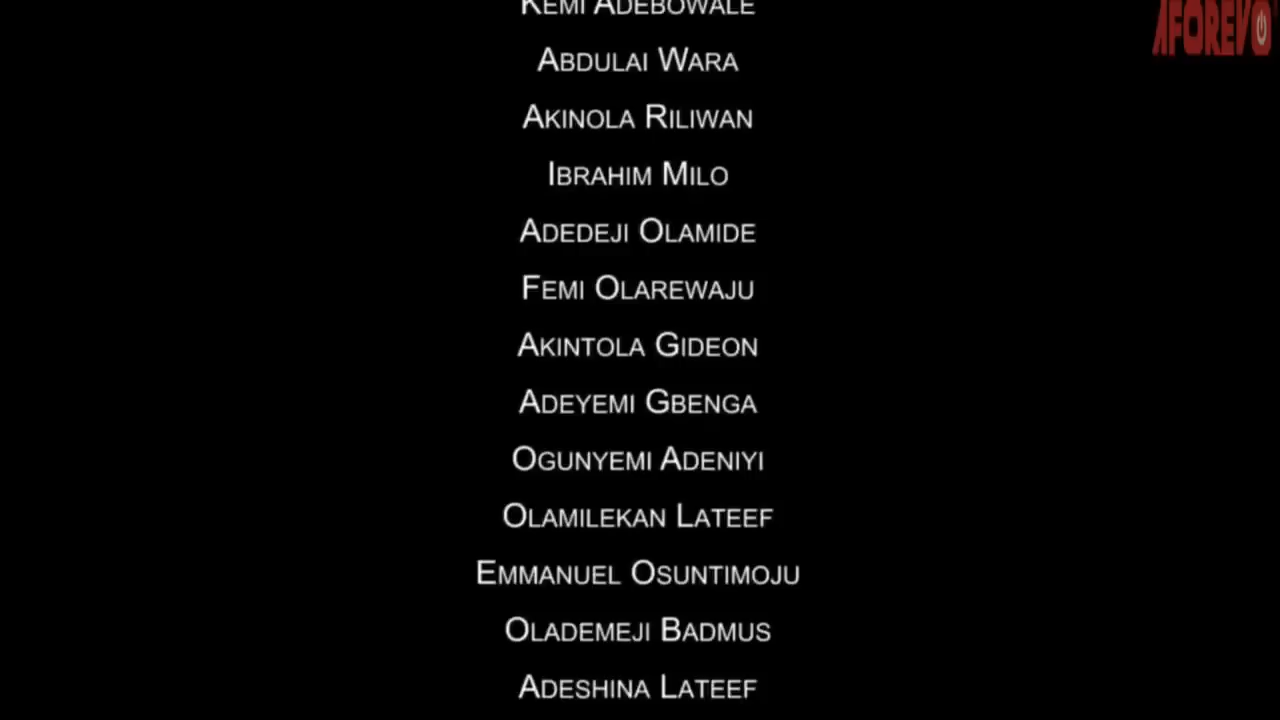 KEMI ADEBOWALE
AFOREVO
ABDULAI WARA
AKINOLA RILIWAN
IBRAHIM MILO
ADEDEJI OLAMIDE
FEMI OLAREWAJU
AKINTOLA GIDEON
ADEYEMI GBENGA
OGUNYEMI ADENIYI
OLAMILEKAN LATEEF
EMMANUEL OSUNTIMOJU
OLADEMEJI BADMUS
ADESHINA LATEEF